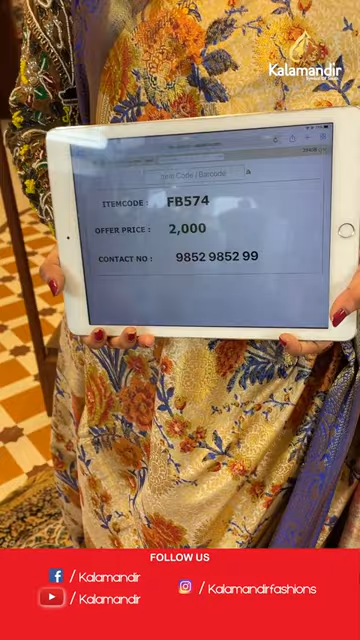 Kalamandir
Item Code / Barcode
ITEMCODE : FB574
OFFER PRICE : 2,000
CONTACT NO : 9852 9852 99
FOLLOW US
/ Kalamandir
/ Kalamandirfashions
/ Kalamandir